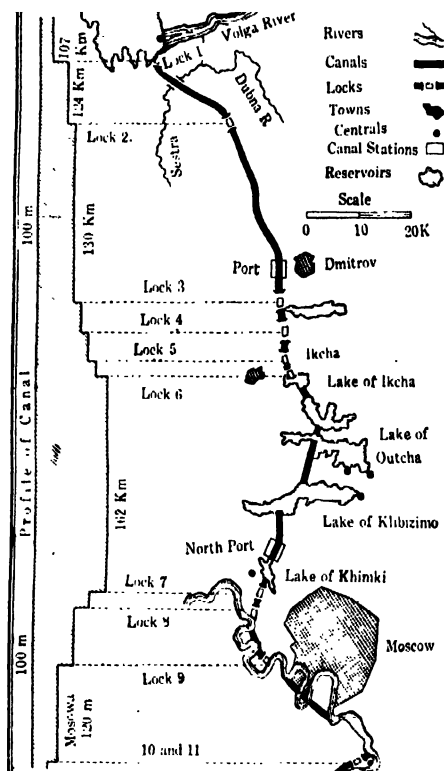 Volga River
Rivers
Canals
Locks
Towns
Centrals
Canal Stations
Reservoirs
Scale
0 10 20K
107 Km
Lock 1
124 Km
Dubna R
Lock 2.
Sestra
100 m
130 Km
Port
Dmitrov
Lock 3
Lock 4
Lock 5
Ikcha
Lock 6
Lake of Ikcha
Profile of Canal
Lake of
Outcha
162 Km
Lake of Klibizimo
North Port
Lock 7
Lake of Khimki
Lock 8
Moscow
100 m
Lock 9
Moscwa
120 m
10 and 11